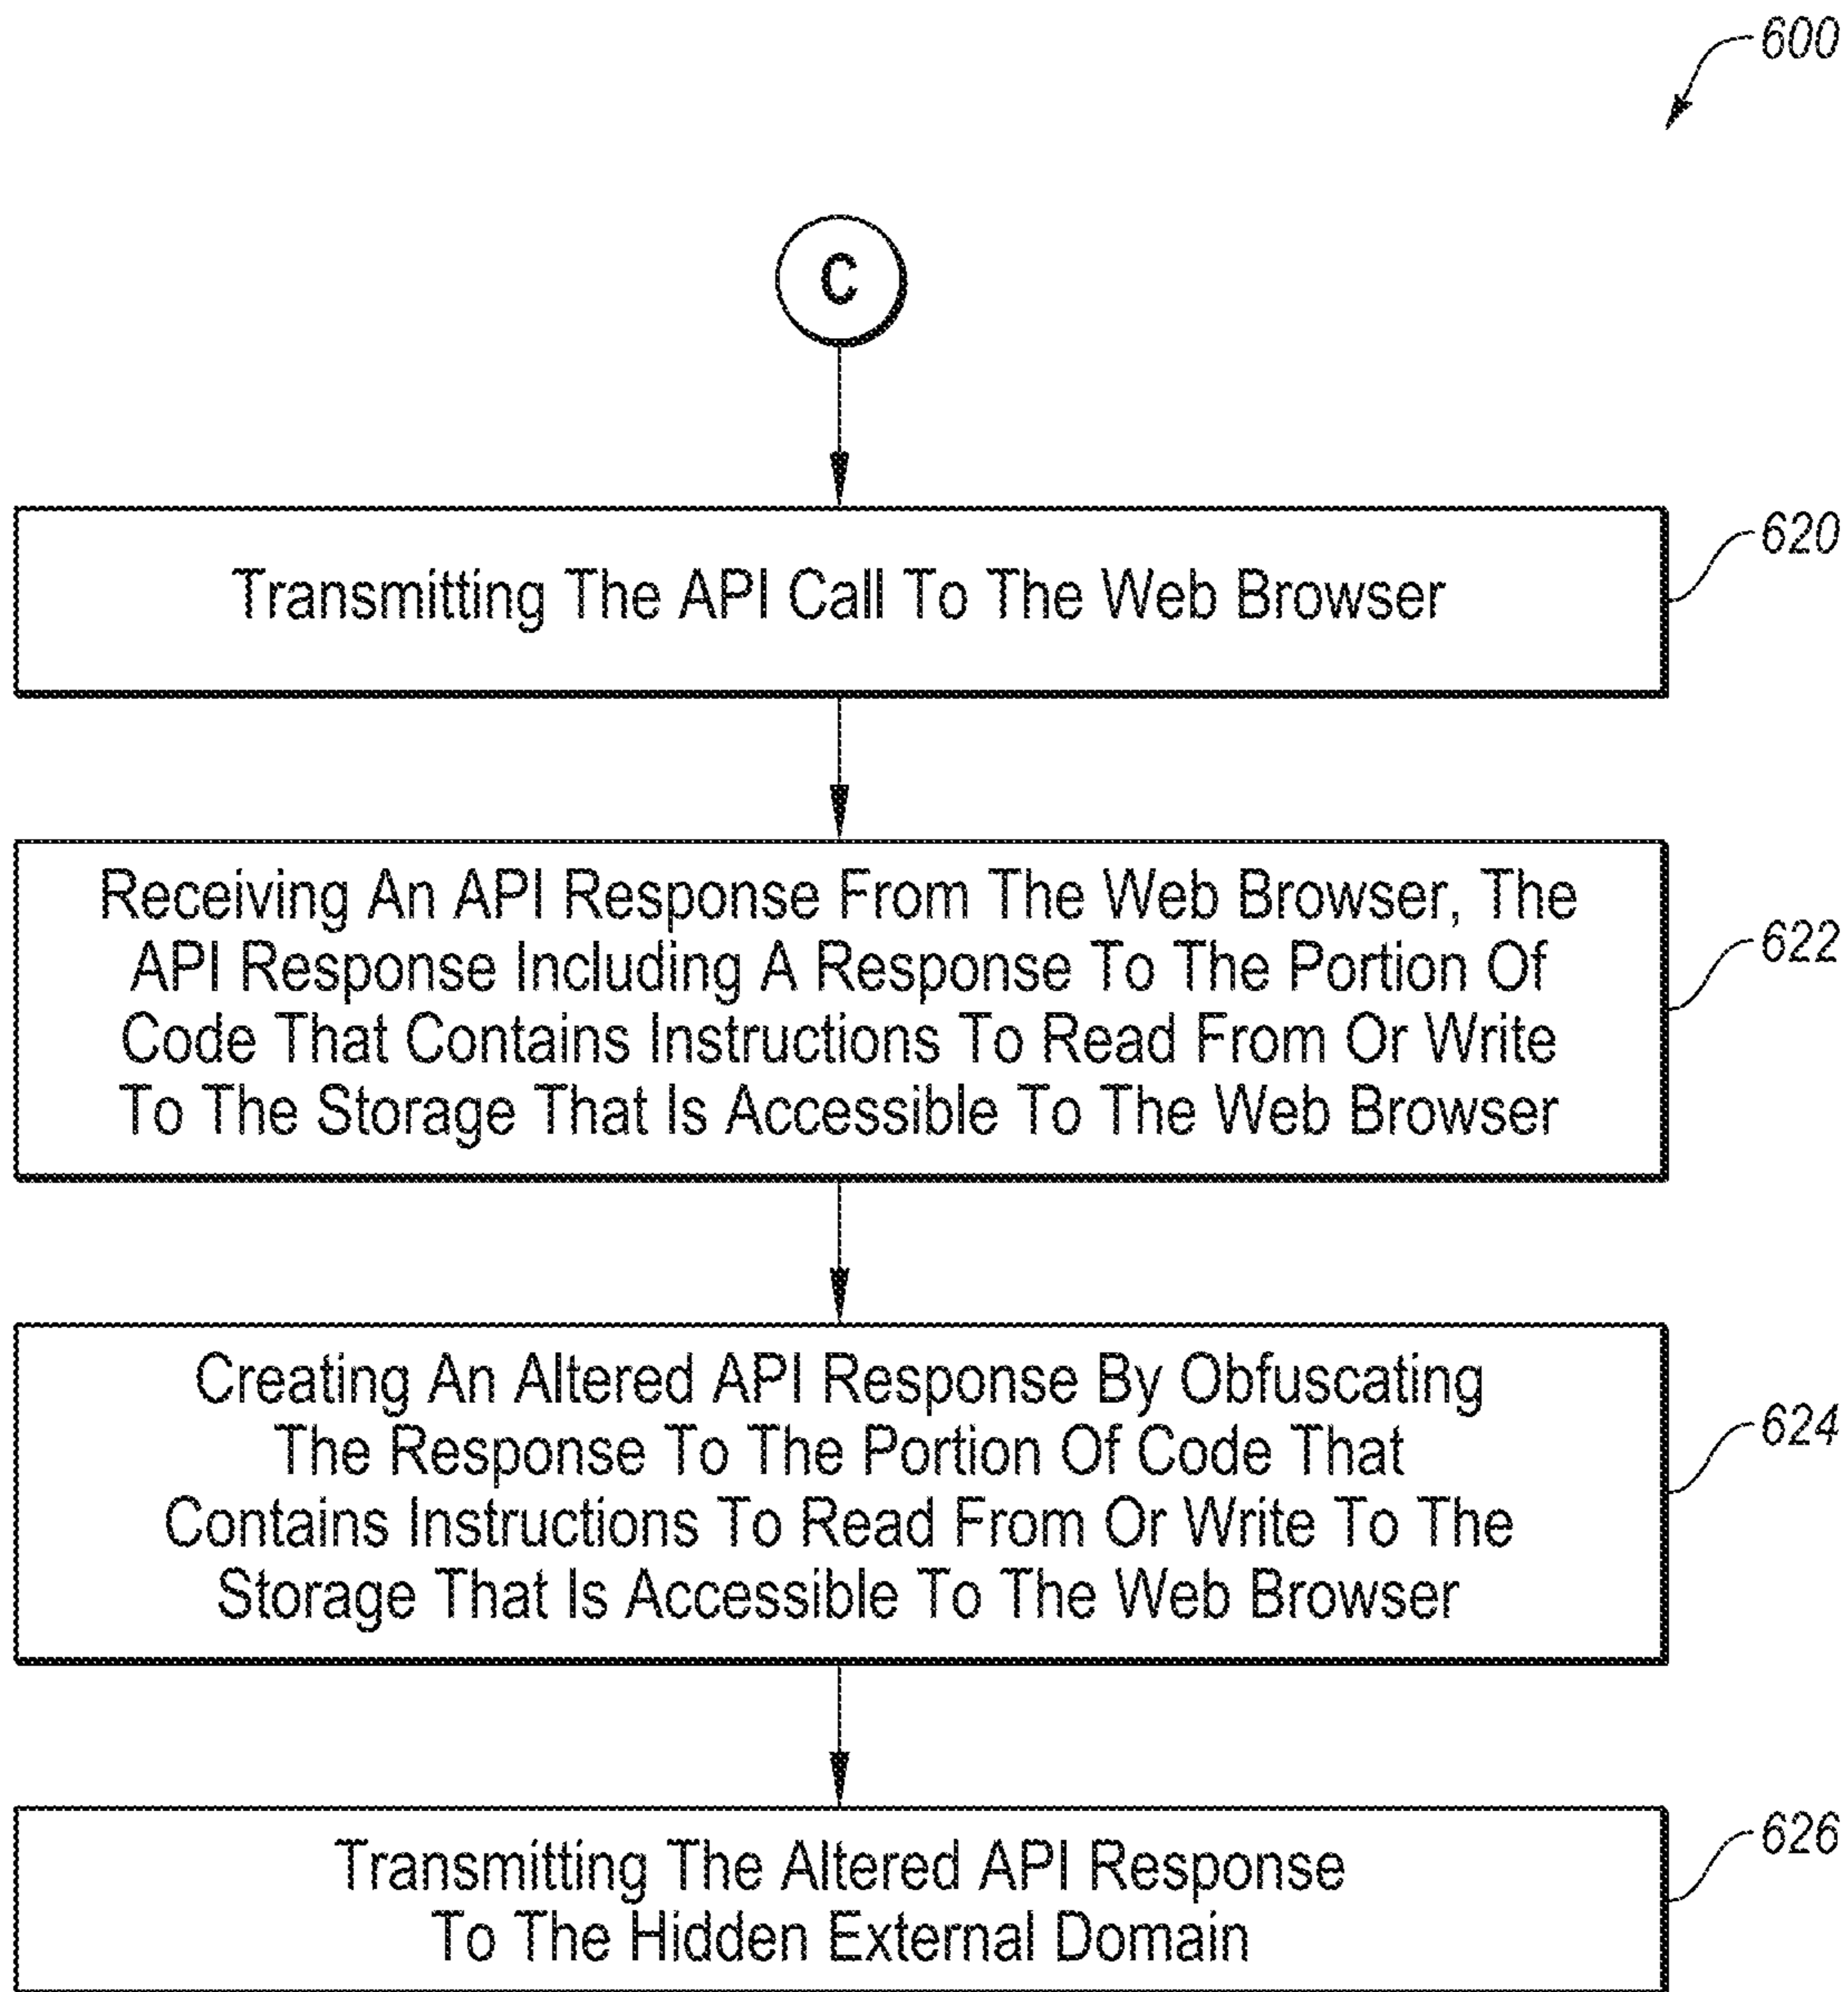 600
C
Transmitting The API Call To The Web Browser
620
Receiving An API Response From The Web Browser, The
API Response Including A Response To The Portion Of
Code That Contains Instructions To Read From Or Write
To The Storage That Is Accessible To The Web Browser
622
Creating An Altered API Response By Obfuscating
The Response To The Portion Of Code That
Contains Instructions To Read From Or Write To The
Storage That Is Accessible To The Web Browser
624
Transmitting The Altered API Response
To The Hidden External Domain
626